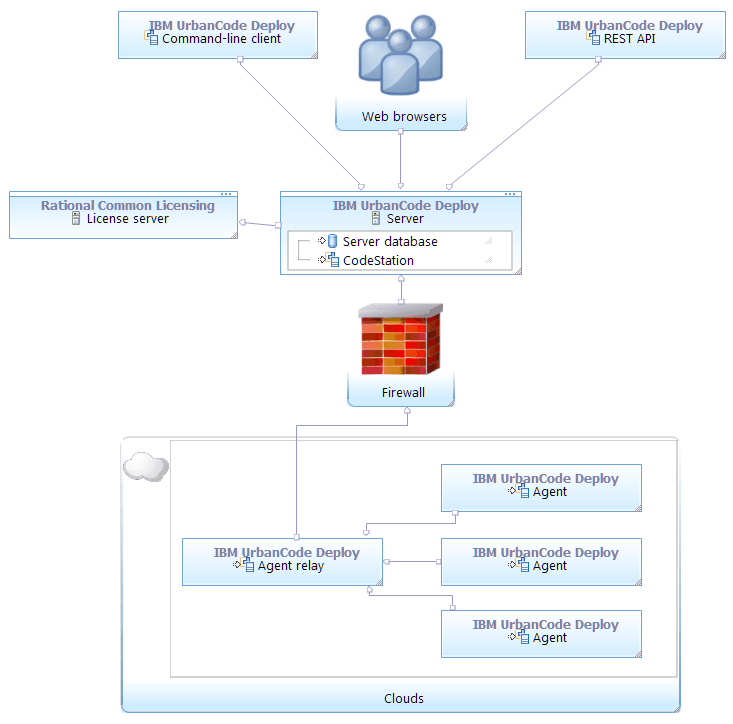 IBM UrbanCode Deploy
Command-line client
Web browsers
IBM UrbanCode Deploy
REST API
Rational Common Licensing
License server
IBM UrbanCode Deploy
Server
Server database
CodeStation
Firewall
IBM UrbanCode Deploy
Agent
IBM UrbanCode Deploy
Agent relay
IBM UrbanCode Deploy
Agent
IBM UrbanCode Deploy
Agent
Clouds